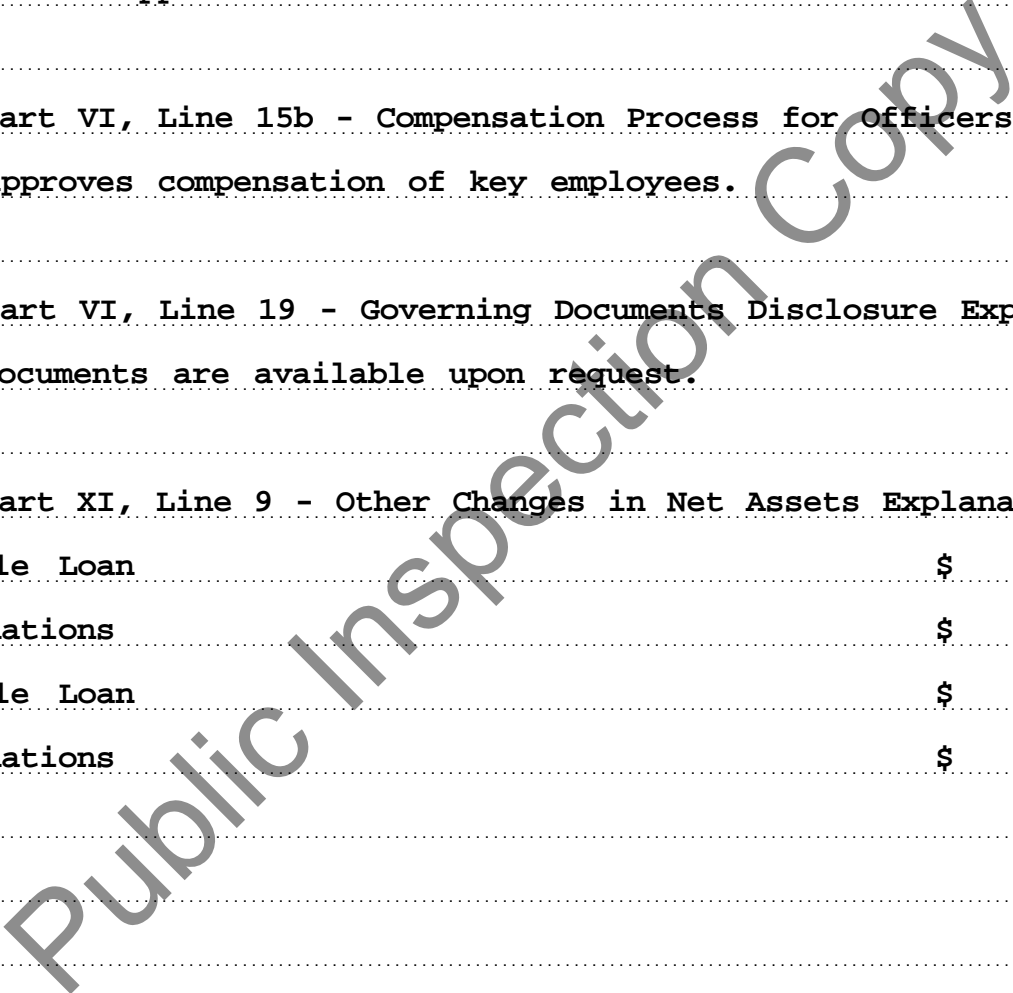 art VI, Line 15b - Compensation Process for Officers
pproves compensation of key employees.
art VI, Line 19 - Governing Documents Disclosure Exp
ocuments are available upon request.
art XI, Line 9 - Other Changes in Net Assets Explana
le Loan $
ations $
le Loan $
ations $
Public Inspection Copy